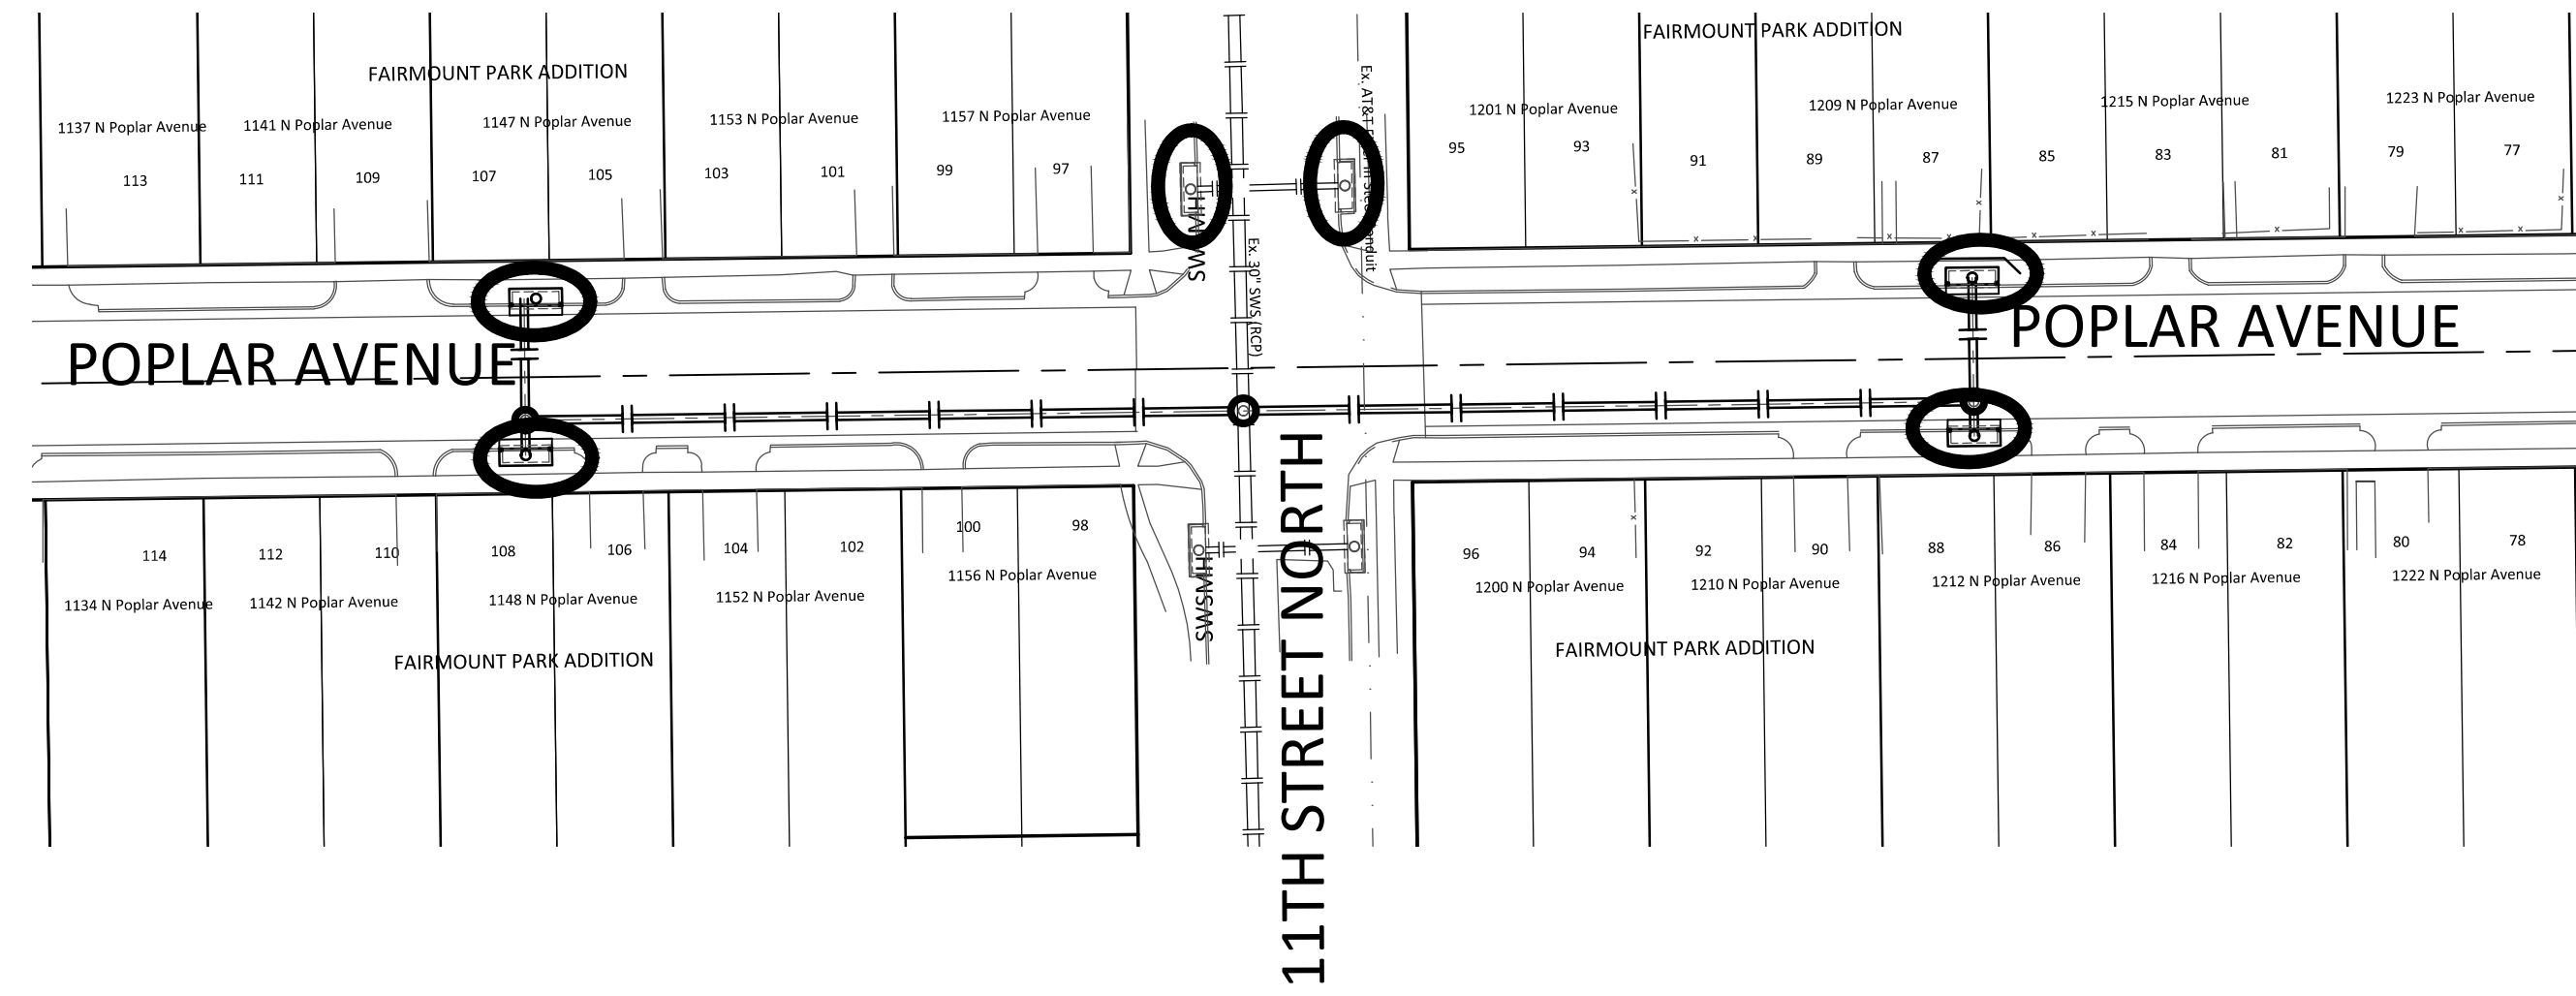 FAIRMOUNT PARK ADDITION
FAIRMOUNT PARK ADDITION
1137 N Poplar Avenue
1141 N Poplar Avenue
1147 N Poplar Avenue
1153 N Poplar Avenue
1157 N Poplar Avenue
1201 N Poplar Avenue
1209 N Poplar Avenue
1215 N Poplar Avenue
1223 N Poplar Avenue
113
111
109
107
105
103
101
99
97
95
93
91
89
87
85
83
81
79
77
Ex. AT&T
Ex. 30" SWS (RCP)
POPLAR AVENUE
POPLAR AVENUE
11TH STREET NORTH
114
112
110
108
106
104
102
100
98
96
94
92
90
88
86
84
82
80
78
1134 N Poplar Avenue
1142 N Poplar Avenue
1148 N Poplar Avenue
1152 N Poplar Avenue
1156 N Poplar Avenue
1200 N Poplar Avenue
1210 N Poplar Avenue
1212 N Poplar Avenue
1216 N Poplar Avenue
1222 N Poplar Avenue
FAIRMOUNT PARK ADDITION
FAIRMOUNT PARK ADDITION